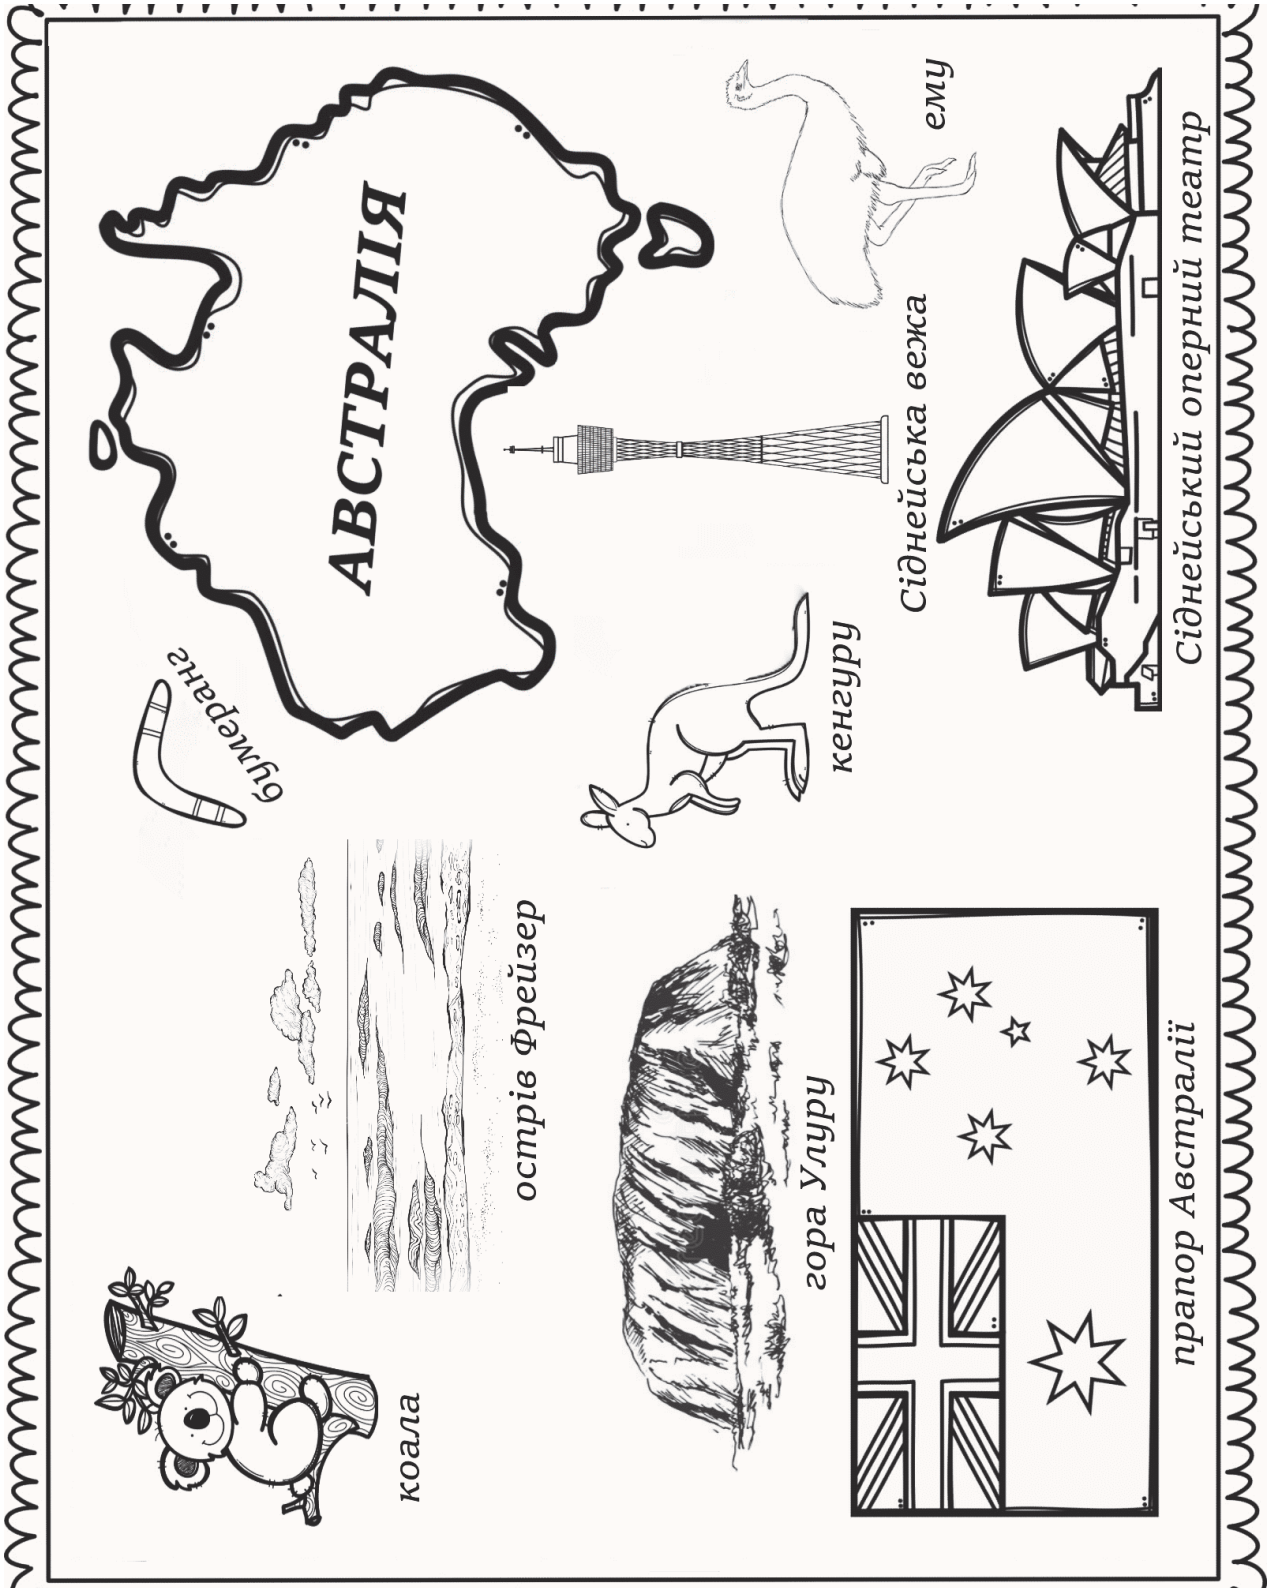 коала
острів Фрейзер
бумеранг
АВСТРАЛІЯ
гора Улуру
кенгуру
Сіднейська вежа
ему
прапор Австралії
Сіднейський оперний театр